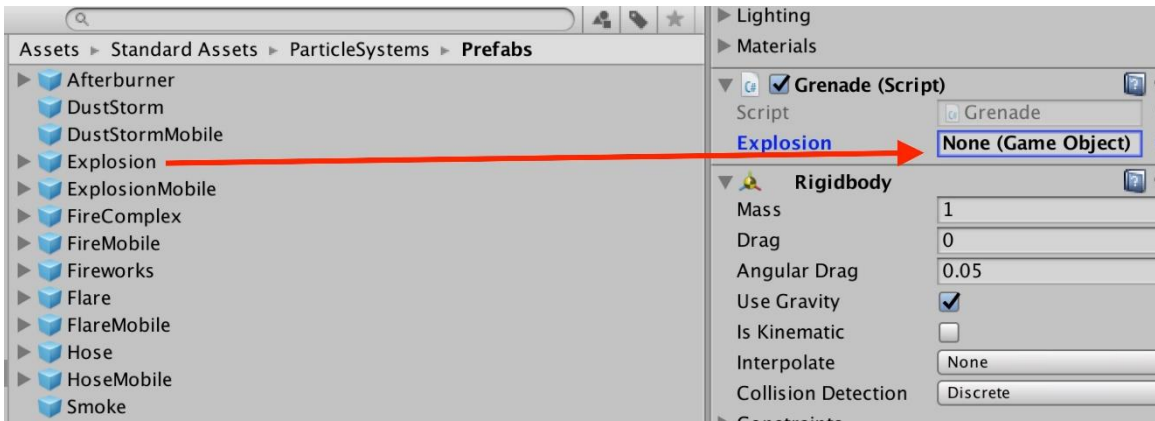 Assets ▸ Standard Assets ▸ ParticleSystems ▸ Prefabs
Afterburner
DustStorm
DustStormMobile
Explosion
ExplosionMobile
FireComplex
FireMobile
Fireworks
Flare
FlareMobile
Hose
HoseMobile
Smoke
Lighting
Materials
C# Grenade (Script)
Script Grenade
Explosion None (Game Object)
Rigidbody
Mass 1
Drag 0
Angular Drag 0.05
Use Gravity
Is Kinematic
Interpolate None
Collision Detection Discrete